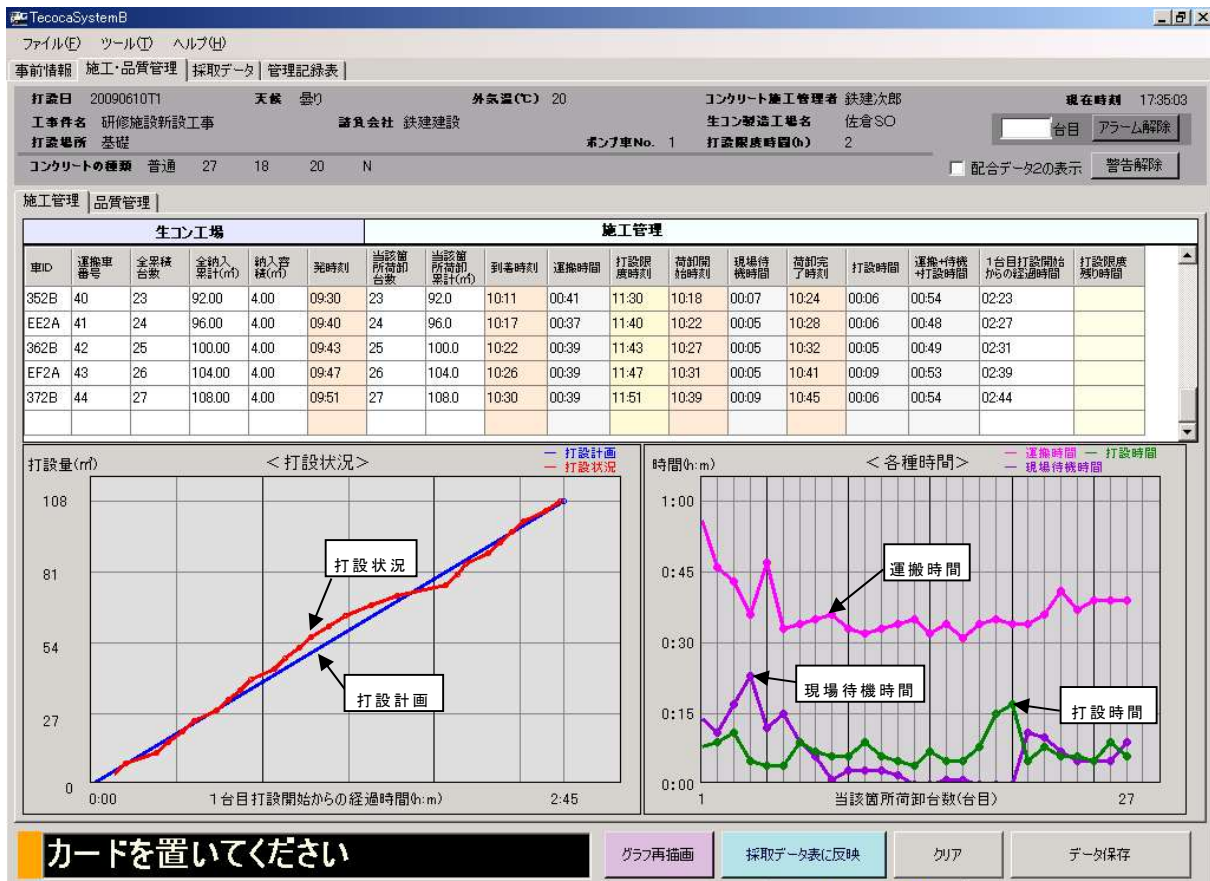 TecocaSystemB
ファイル(F) ツール(T) ヘルプ(H)
事前情報 施工・品質管理 採取データ 管理記録表
打設日 20090610T1 天候 曇り 外気温(℃) 20 コンクリート施工管理者 鉄建次郎 現在時刻 17:35:03
工事件名 研修施設新設工事 請負会社 鉄建建設 生コン製造工場名 佐倉SO 台目 アラーム解除
打設場所 基礎 ポンプ車No. 1 打設限度時間(h) 2
コンクリートの種類 普通 27 18 20 N 配合データ2の表示 警告解除
施工管理 品質管理
生コン工場 施工管理
車ID 運搬車番号 全累積台数 全納入累計(㎥) 納入容積(㎥) 発時刻 当該箇所荷卸台数 当該箇所荷卸累計(㎥) 到着時刻 運搬時間 打設限度時刻 荷卸開始時刻 現場待機時間 荷卸完了時刻 打設時間 運搬+待機+打設時間 1台目打設開始からの経過時間 打設限度残り時間
352B 40 23 92.00 4.00 09:30 23 92.0 10:11 00:41 11:30 10:18 00:07 10:24 00:06 00:54 02:23
EE2A 41 24 96.00 4.00 09:40 24 96.0 10:17 00:37 11:40 10:22 00:05 10:28 00:06 00:48 02:27
362B 42 25 100.00 4.00 09:43 25 100.0 10:22 00:39 11:43 10:27 00:05 10:32 00:05 00:49 02:31
EF2A 43 26 104.00 4.00 09:47 26 104.0 10:26 00:39 11:47 10:31 00:05 10:41 00:09 00:53 02:39
372B 44 27 108.00 4.00 09:51 27 108.0 10:30 00:39 11:51 10:39 00:09 10:45 00:06 00:54 02:44
打設量(㎥) <打設状況> 打設計画
打設状況
108
81
54
27
0
打設状況
打設計画
0:00 1台目打設開始からの経過時間(h:m) 2:45
時間(h:m) <各種時間> 運搬時間 打設時間
現場待機時間
1:00
0:45
0:30
0:15
0:00
運搬時間
現場待機時間
打設時間
1 当該箇所荷卸台数(台目) 27
カードを置いてください グラフ再描画 採取データ表に反映 クリア データ保存